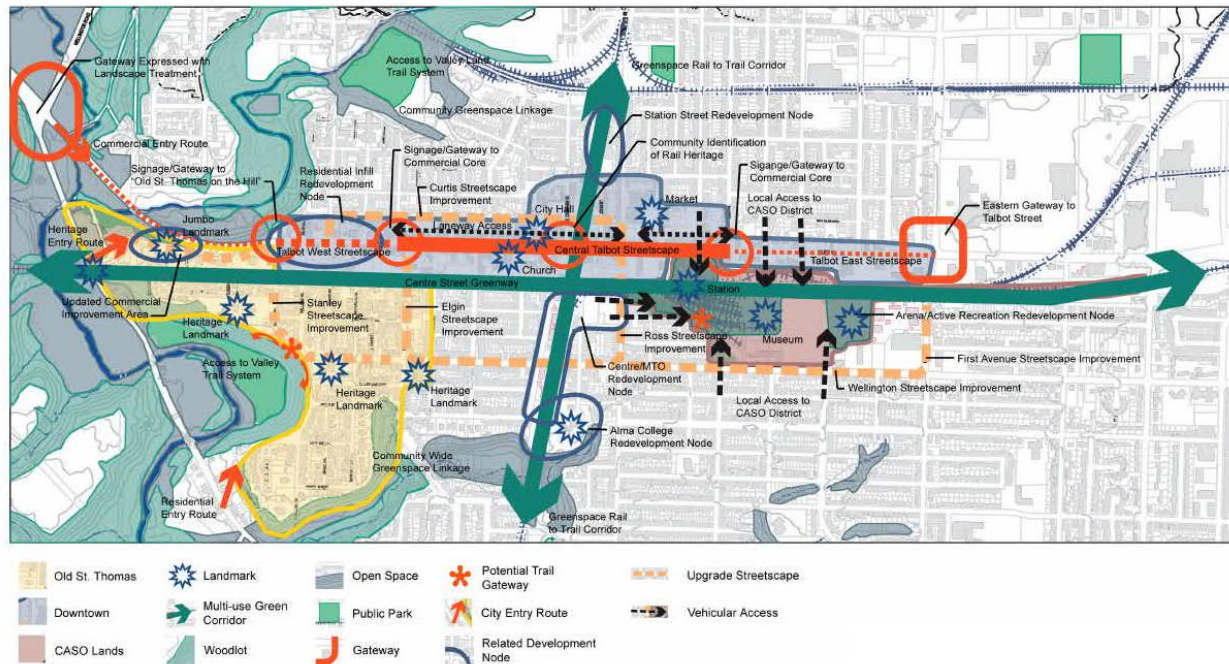 Gateway Expressed with
Landscape Treatment
Access to Valley Land
Trail System
Greenspace Rail to Trail Corridor
Community Greenspace Linkage
Commercial Entry Route
Station Street Redevelopment Node
Signage/Gateway to
"Old St. Thomas on the Hill"
Residential Infill
Redevelopment
Node
Signage/Gateway to
Commercial Core
Community Identification
of Rail Heritage
Sigange/Gateway to
Commercial Core
Curtis Streetscape
Improvement
Local Access to
CASO District
Eastern Gateway to
Talbot Street
Market
City Hall
Laneway Access
Jumbo
Landmark
Heritage
Entry Route
Talbot West Streetscape
Central Talbot Streetscape
Talbot East Streetscape
Church
Centre Street Greenway
Station
Updated Commercial
Improvement Area
Heritage
Landmark
Stanley
Streetscape
Improvement
Elgin
Streetscape
Improvement
Ross Streetscape
Improvement
Museum
Arena/Active Recreation Redevelopment Node
Access to Valley
Trail System
Heritage
Landmark
Heritage
Landmark
Centre/MTO
Redevelopment
Node
First Avenue Streetscape Improvement
Wellington Streetscape Improvement
Local Access to
CASO District
Alma College
Redevelopment Node
Community Wide
Greenspace Linkage
Residential
Entry Route
Greenspace Rail
to Trail Corridor
Old St. Thomas
Landmark
Open Space
Potential Trail
Gateway
Upgrade Streetscape
Downtown
Multi-use Green
Corridor
Public Park
City Entry Route
Vehicular Access
CASO Lands
Woodlot
Gateway
Related Development
Node